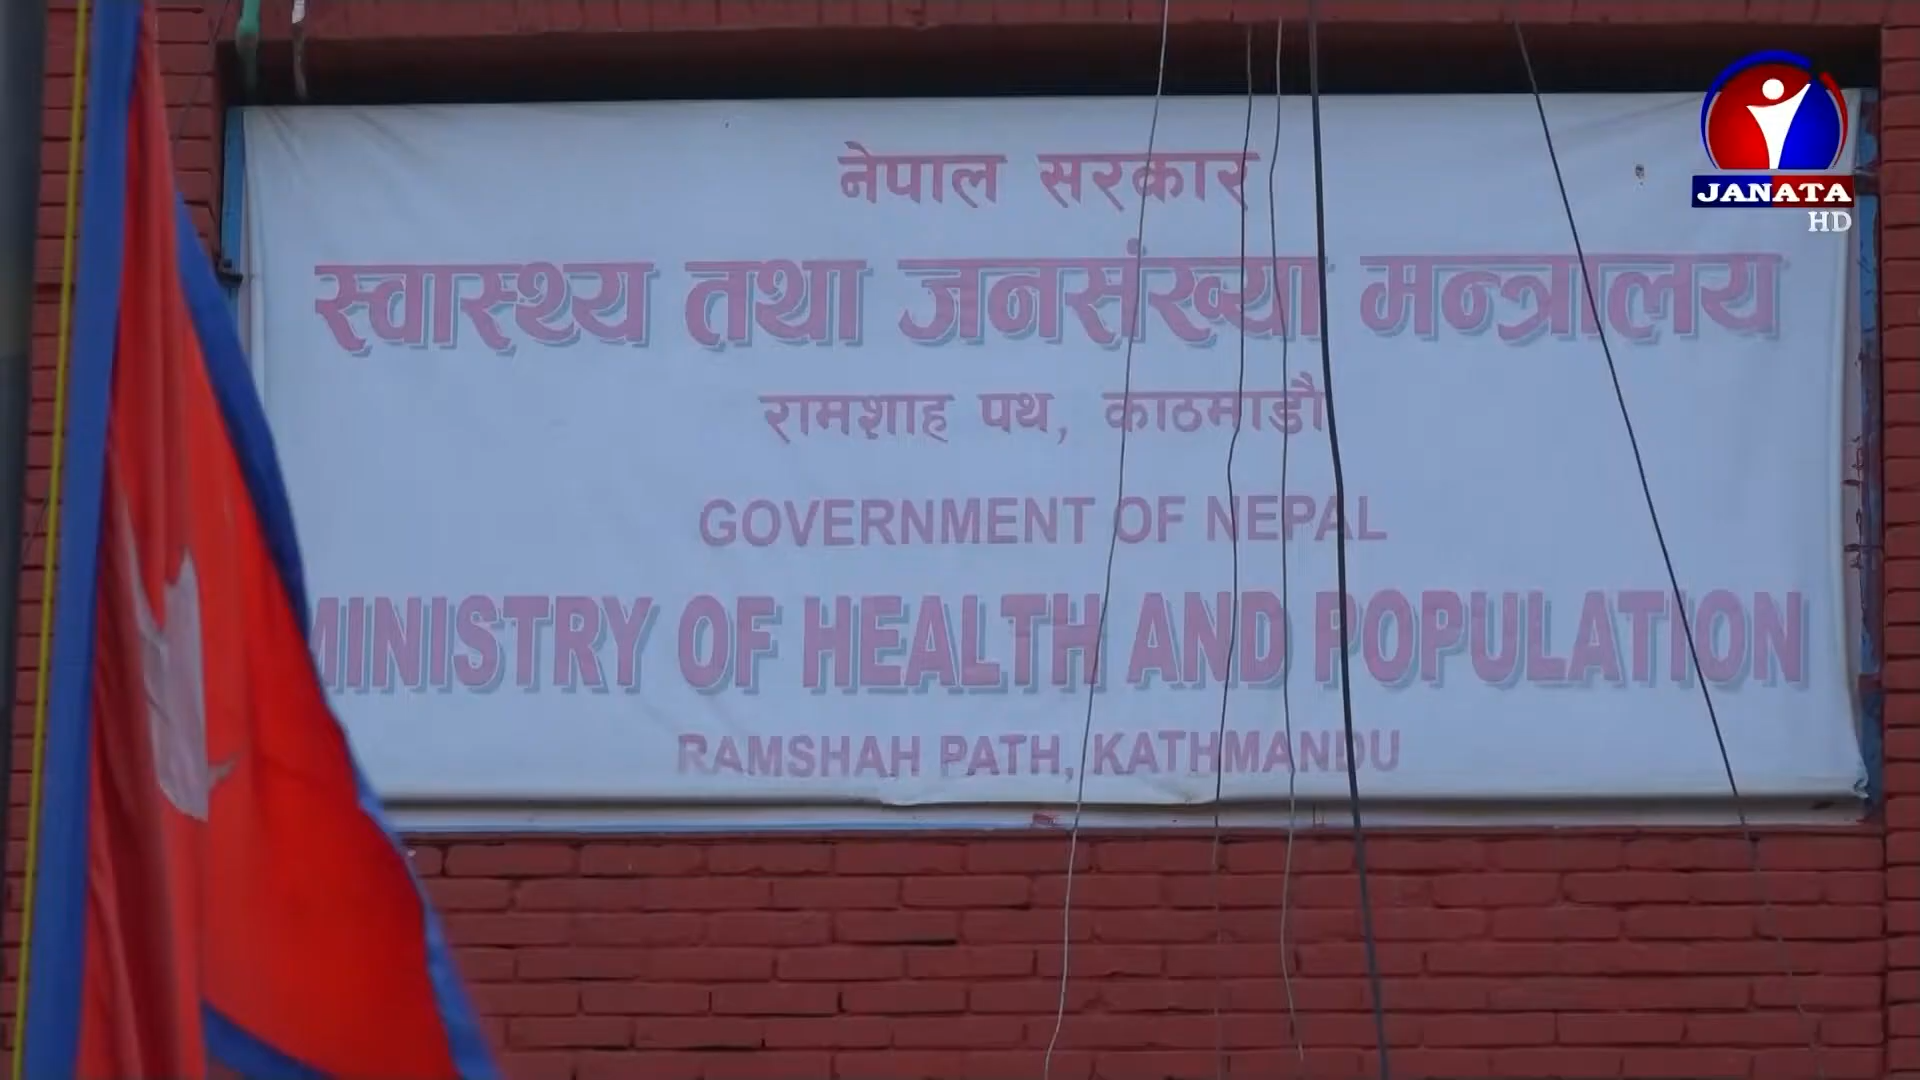 नेपाल सरकार
स्वास्थ्य तथा जनसंख्या मन्त्रालय
रामशाह पथ, काठमाडौं
GOVERNMENT OF NEPAL
MINISTRY OF HEALTH AND POPULATION
RAMSHAH PATH, KATHMANDU
JANATA
HD